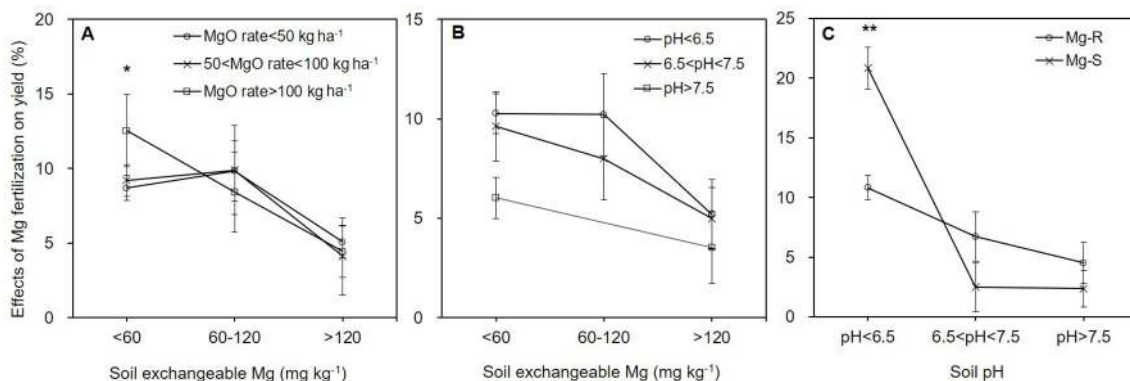 Effects of Mg fertilization on yield (%)
20
15
10
5
0
A
MgO rate<50 kg ha⁻¹
50<MgO rate<100 kg ha⁻¹
MgO rate>100 kg ha⁻¹
*
<60
60-120
>120
Soil exchangeable Mg (mg kg⁻¹)
15
10
5
0
B
pH<6.5
6.5<pH<7.5
pH>7.5
<60
60-120
>120
Soil exchangeable Mg (mg kg⁻¹)
25
20
15
10
5
0
C
**
Mg-R
Mg-S
pH<6.5
6.5<pH<7.5
pH>7.5
Soil pH